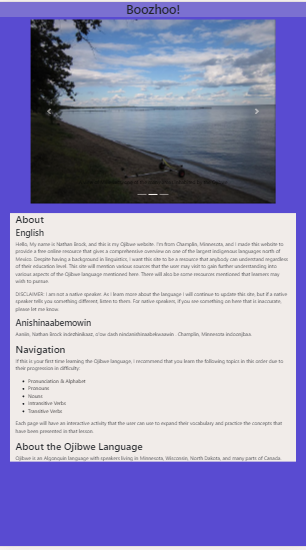 Boozhoo!
About
English
Hello, My name is Nathan Brock, and this is my Ojibwe website. I'm from Champlin, Minnesota, and I made this website to
provide a free online resource that gives a comprehensive overview on one of the largest indigenous languages north of
Mexico. Despite having a background in linguistics, I want this site to be a resource that anybody can understand regardless
of their education level. This site will mention various sources that the user may visit to gain further understanding into
various aspects of the Ojibwe language mentioned here. There will also be some resources mentioned that learners may
wish to pursue.
DISCLAIMER: I am not a native speaker. As I learn more about the language I will continue to update this site, but if a native
speaker tells you something different, listen to them. For native speakers, if you see something on here that is inaccurate,
please let me know.
Anishinaabemowin
Aaniin, Nathan Brock indizhinikaaz, Champlin, Minnesota indoonjibaa.
Navigation
If this is your first time learning the Ojibwe language, I recommend that you learn the following topics in this order due to
their progression in difficulty:
Pronunciation & Alphabet
Pronouns
Nouns
Intransitive Verbs
Transitive Verbs
Each page will have an interactive activity that the user can use to expand their vocabulary and practice the concepts that
have been presented in that lesson.
About the Ojibwe Language
Ojibwe is an Algonquin language with speakers living in Minnesota, Wisconsin, North Dakota, and many parts of Canada.